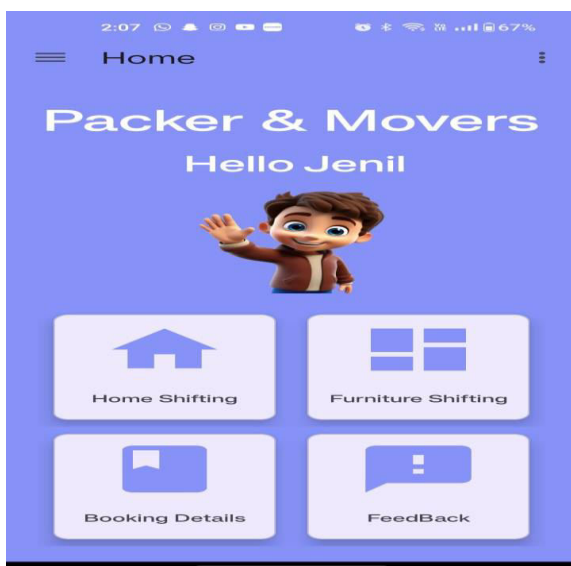 2:07 67%
Home
Packer & Movers
Hello Jenil
Home Shifting Furniture Shifting
Booking Details FeedBack